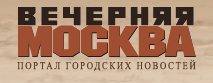 ВЕЧЕРНЯЯ
МОСКВА
ПОРТАЛ ГОРОДСКИХ НОВОСТЕЙ